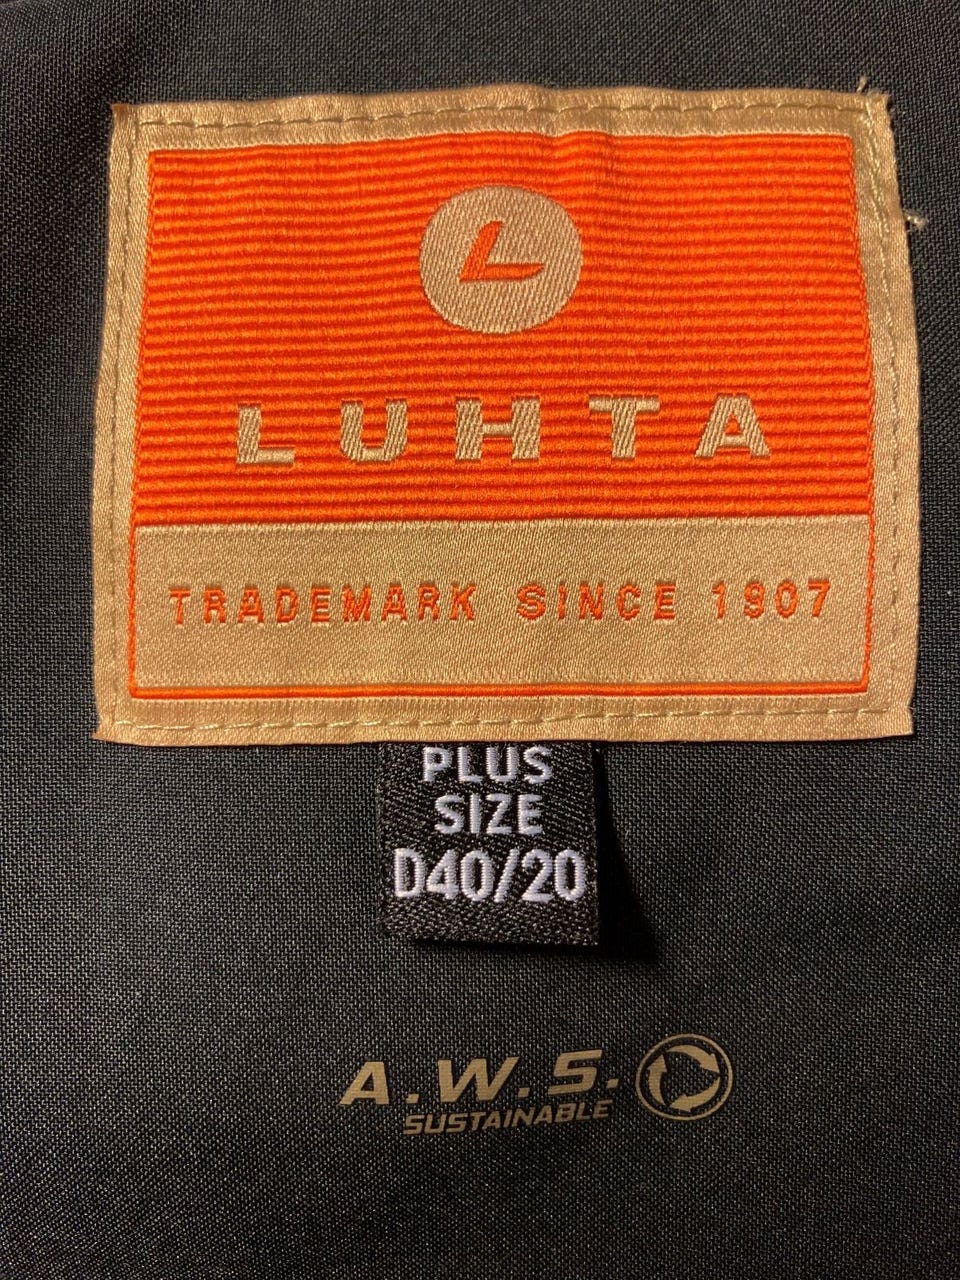 L
LUHTA
TRADEMARK SINCE 1907
PLUS
SIZE
D40/20
A.W.S.
SUSTAINABLE